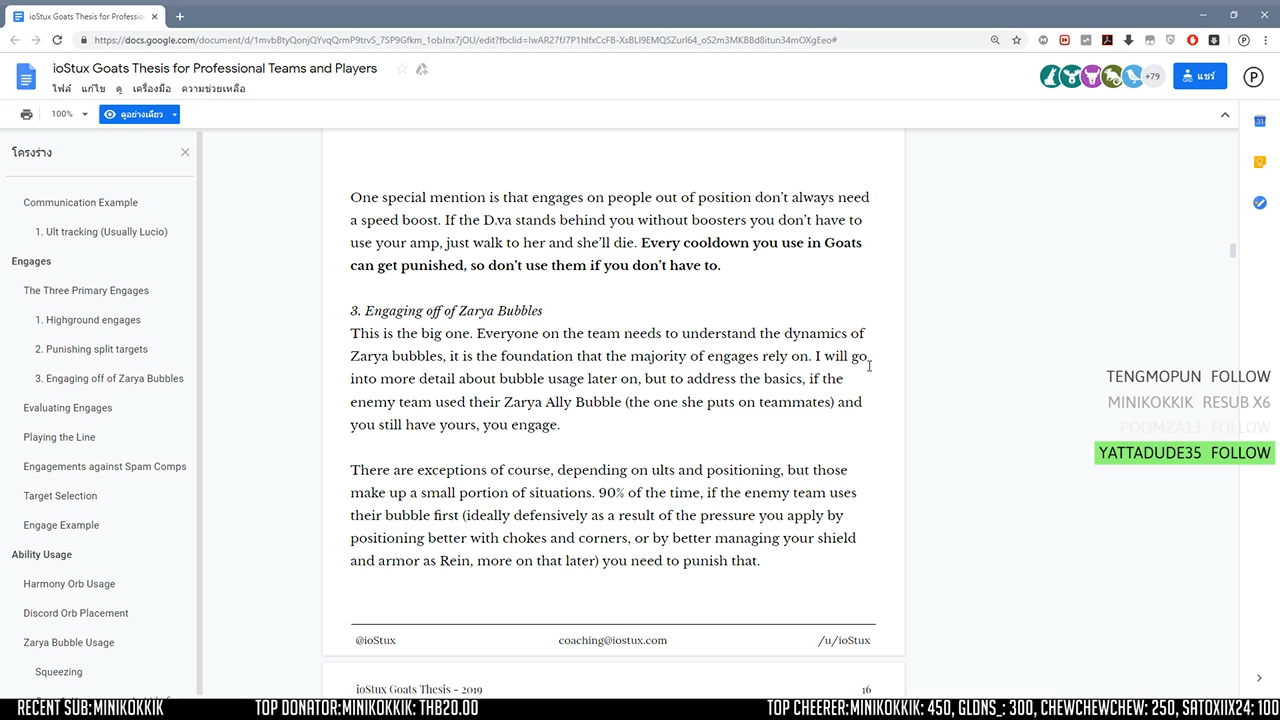 ioStux Goats Thesis for Professio
https://docs.google.com/document/d/1mvbBtyQonjQYvqQrmP9trvS_7SP9Gfkm_1obJnx7jOU/edit?fbclid=IwAR27fJ7P1hlfxCcFB-XsBLI9EMQSZurl64_oS2m3MKBBd8itun34mOXgEeo#
ioStux Goats Thesis for Professional Teams and Players
ไฟล์ แก้ไข ดู เครื่องมือ ความช่วยเหลือ
+79
แชร์
P
100%
ดูอย่างเดียว
โครงร่าง
Communication Example
1. Ult tracking (Usually Lucio)
Engages
The Three Primary Engages
1. Highground engages
2. Punishing split targets
3. Engaging off of Zarya Bubbles
Evaluating Engages
Playing the Line
Engagements against Spam Comps
Target Selection
Engage Example
Ability Usage
Harmony Orb Usage
Discord Orb Placement
Zarya Bubble Usage
Squeezing
One special mention is that engages on people out of position don't always need
a speed boost. If the D.va stands behind you without boosters you don't have to
use your amp, just walk to her and she'll die. Every cooldown you use in Goats
can get punished, so don't use them if you don't have to.
3. Engaging off of Zarya Bubbles
This is the big one. Everyone on the team needs to understand the dynamics of
Zarya bubbles, it is the foundation that the majority of engages rely on. I will go
into more detail about bubble usage later on, but to address the basics, if the
enemy team used their Zarya Ally Bubble (the one she puts on teammates) and
you still have yours, you engage.
There are exceptions of course, depending on ults and positioning, but those
make up a small portion of situations. 90% of the time, if the enemy team uses
their bubble first (ideally defensively as a result of the pressure you apply by
positioning better with chokes and corners, or by better managing your shield
and armor as Rein, more on that later) you need to punish that.
@ioStux coaching@iostux.com /u/ioStux
ioStux Goats Thesis - 2019 16
TENGMOPUN FOLLOW
MINIKOKKIK RESUB X6
POOMZA13 FOLLOW
YATTADUDE35 FOLLOW
RECENT SUB:MINIKOKKIK TOP DONATOR:MINIKOKKIK: THB20.00 TOP CHEERER:MINIKOKKIK: 450, GLDNS_: 300, CHEWCHEWCHEW: 250, SATOXIIX24: 100